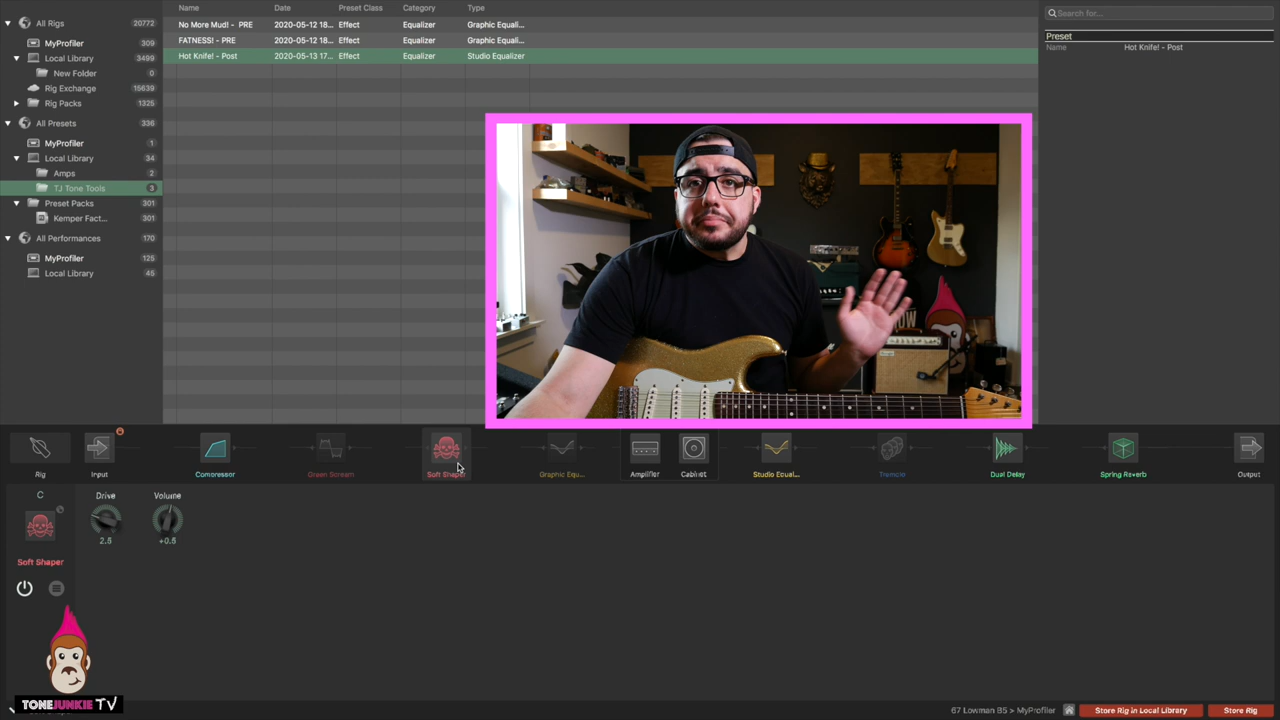 Name Date Preset Class Category Type
All Rigs 20772
MyProfiler 309
Local Library 3499
New Folder 0
Rig Exchange 15639
Rig Packs 1325
All Presets 336
MyProfiler 1
Local Library 34
Amps 2
TJ Tone Tools 3
Preset Packs 301
Kemper Fact... 301
All Performances 170
MyProfiler 125
Local Library 45
No More Mud! - PRE 2020-05-12 18... Effect Equalizer Graphic Equali...
FATNESS! - PRE 2020-05-12 18... Effect Equalizer Graphic Equali...
Hot Knife! - Post 2020-05-13 17... Effect Equalizer Studio Equalizer
Search for...
Preset
Name Hot Knife! - Post
Rig Input Compressor Green Scream Soft Shaper Graphic Equ... Amplifier Cabinet Studio Equal... Tremolo Dual Delay Spring Reverb Output
C Drive Volume
2.5 +0.5
Soft Shaper
TONEJUNKIE TV
67 Lowman B5 > MyProfiler Store Rig in Local Library Store Rig